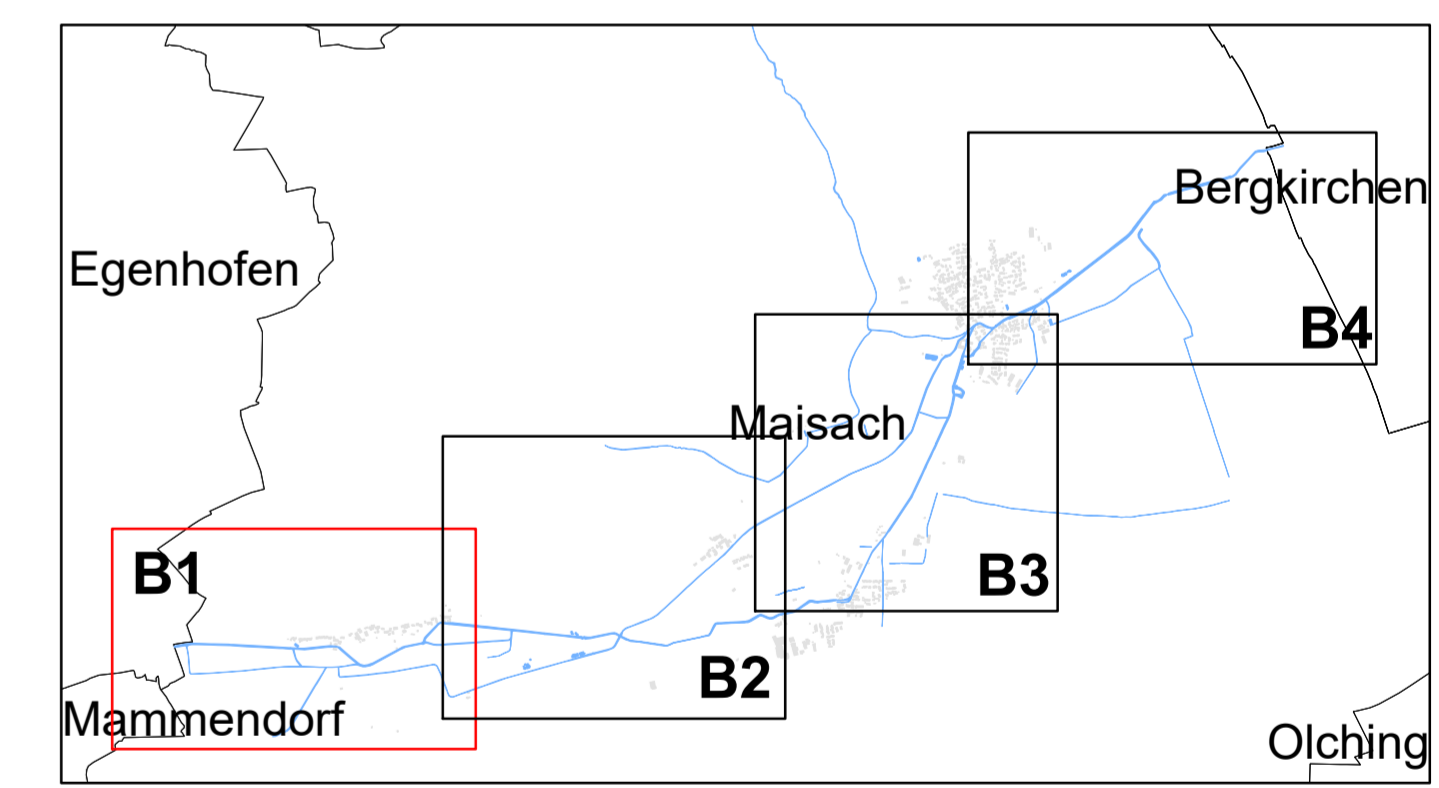 Bergkirchen
Egenhofen
B4
Maisach
B1
B3
B2
Mammendorf
Olching